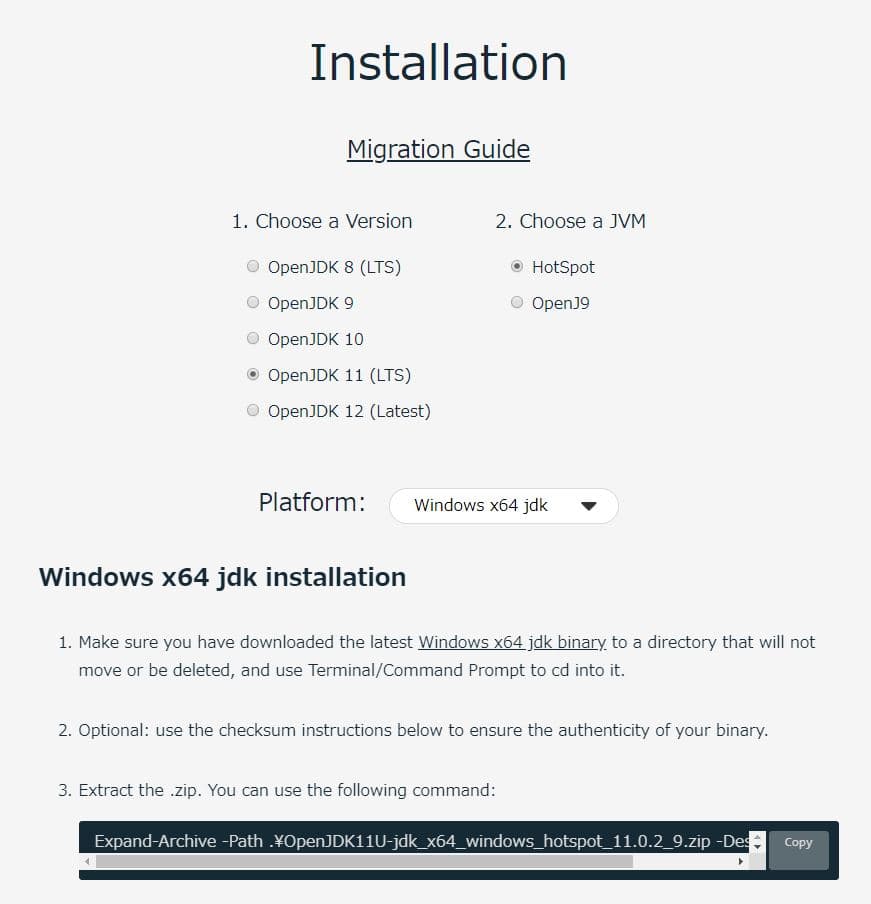 Installation
Migration Guide
1. Choose a Version
OpenJDK 8 (LTS)
OpenJDK 9
OpenJDK 10
OpenJDK 11 (LTS)
OpenJDK 12 (Latest)
2. Choose a JVM
HotSpot
OpenJ9
Platform:
Windows x64 jdk
Windows x64 jdk installation
1. Make sure you have downloaded the latest Windows x64 jdk binary to a directory that will not
move or be deleted, and use Terminal/Command Prompt to cd into it.
2. Optional: use the checksum instructions below to ensure the authenticity of your binary.
3. Extract the .zip. You can use the following command:
Expand-Archive -Path .¥OpenJDK11U-jdk_x64_windows_hotspot_11.0.2_9.zip -Des
Copy